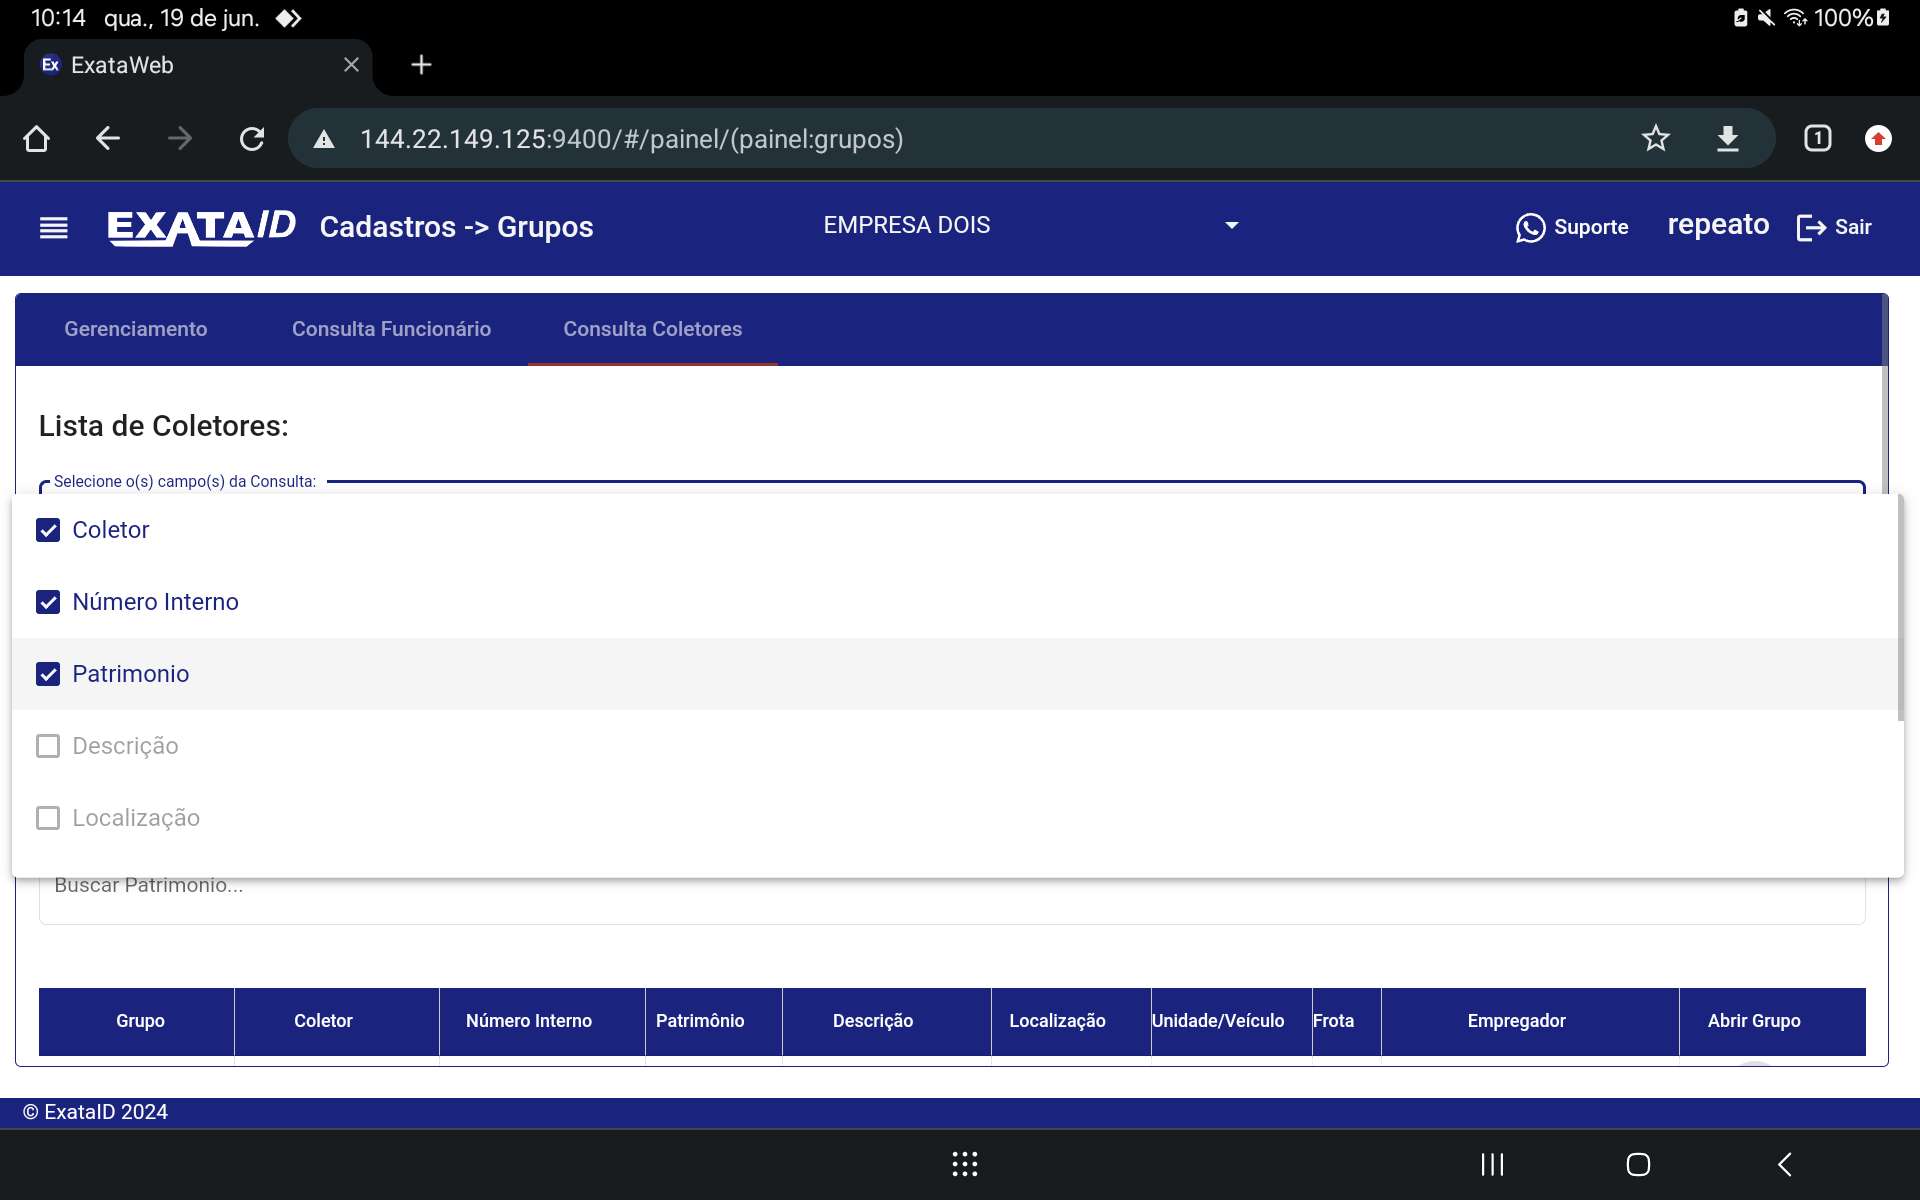 10:14 qua., 19 de jun. 100%
Ex ExataWeb
144.22.149.125:9400/#/painel/(painel:grupos) 1
EXATAID Cadastros -> Grupos EMPRESA DOIS Suporte repeato Sair
Gerenciamento Consulta Funcionário Consulta Coletores
Lista de Coletores:
Selecione o(s) campo(s) da Consulta:
Coletor
Número Interno
Patrimonio
Descrição
Localização
Buscar Patrimonio...
Grupo Coletor Número Interno Patrimônio Descrição Localização Unidade/Veículo Frota Empregador Abrir Grupo
© ExataID 2024